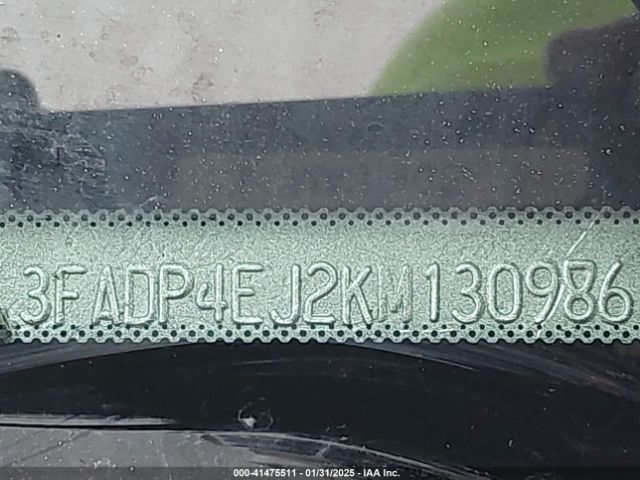 3FADP4EJ2KM130986
000-41475511 - 01/31/2025 - IAA Inc.